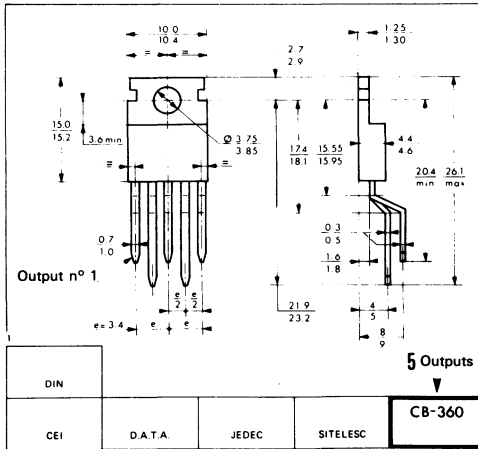 10.0
10.4
=
=
2.7
2.9
1.25
1.30
15.0
15.2
3.6 min
Ø 3.75
3.85
17.4
18.1
15.55
15.95
4.4
4.6
20.4
min
26.1
max
=
=
0.7
1.0
0.3
0.5
1.6
1.8
Output nº 1
e
2
e
2
e = 3.4
e
e
21.9
23.2
4
5
8
9
5 Outputs
DIN
CB-360
CEI
D.A.T.A.
JEDEC
SITELESC